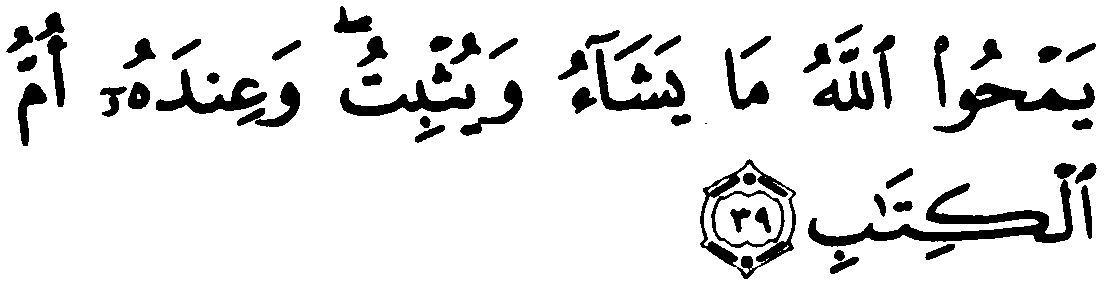 يَمۡحُواْ ٱللَّهُ مَا يَشَآءُ وَيُثۡبِتُۖ وَعِندَهُۥٓ أُمُّ
ٱلۡكِتَٰبِ ٣٩